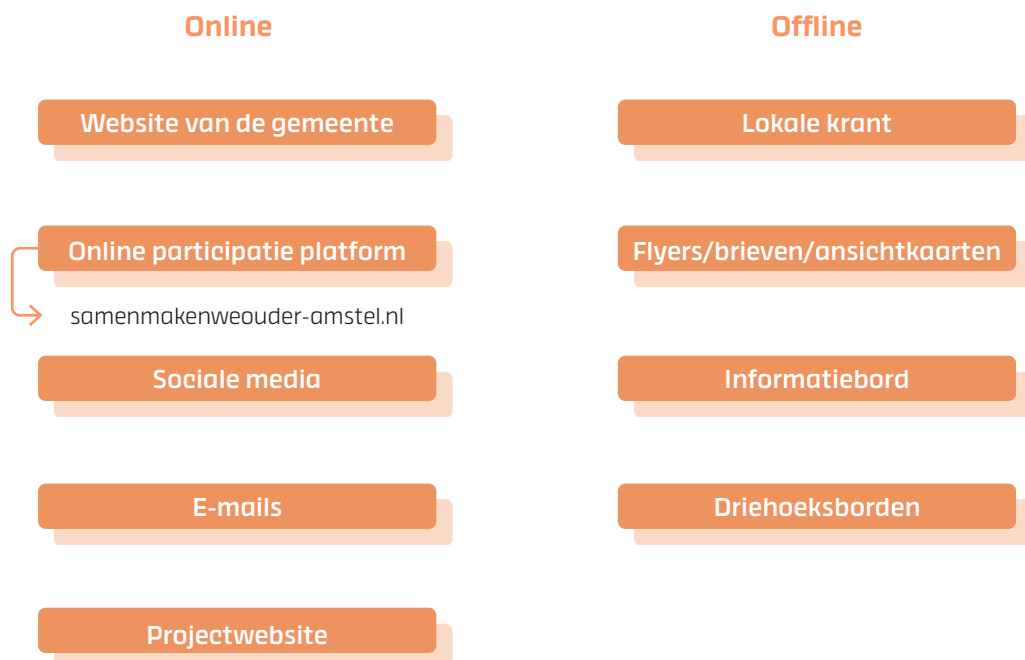 Online
Website van de gemeente
Online participatie platform
samenmakenweouder-amstel.nl
Sociale media
E-mails
Projectwebsite
Offline
Lokale krant
Flyers/brieven/ansichtkaarten
Informatiebord
Driehoeksborden